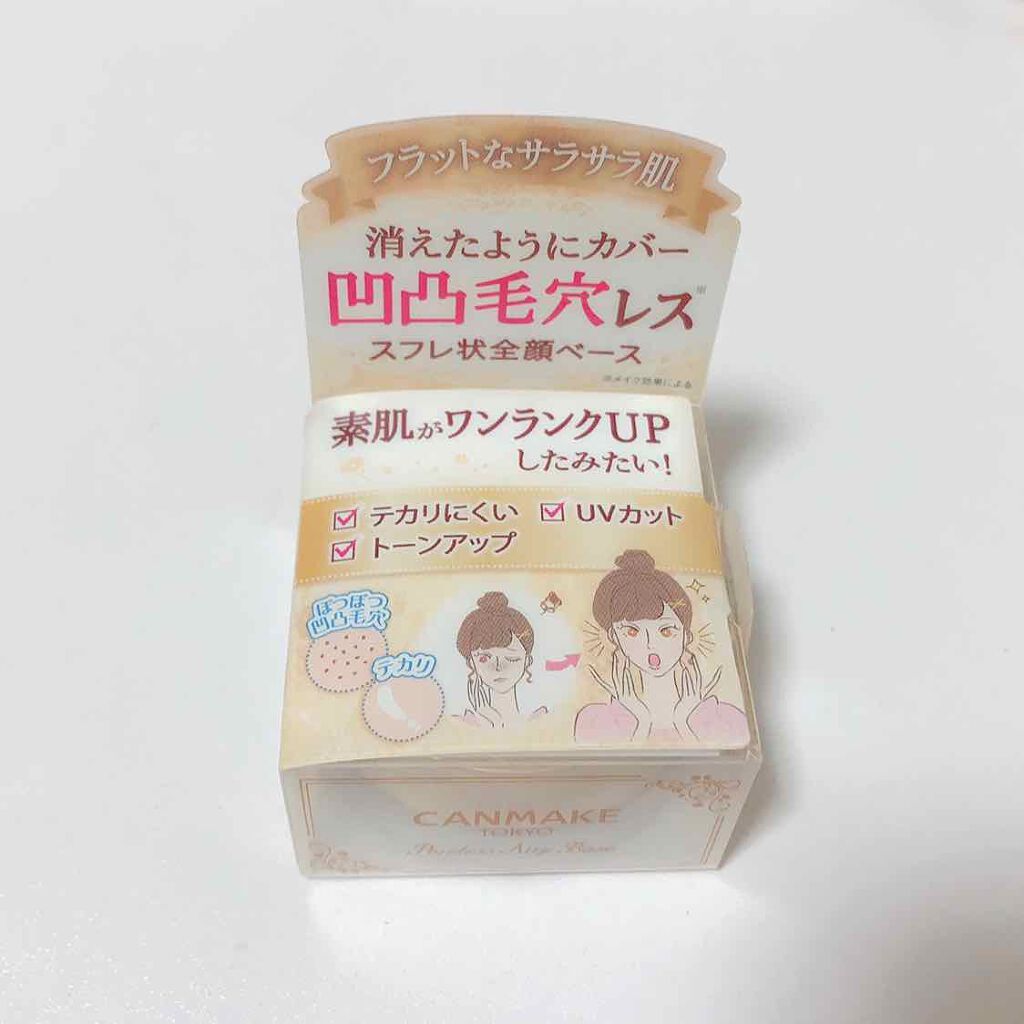 フラットなサラサラ肌
消えたようにカバー
凹凸毛穴レス※
スフレ状全顔ベース
※メイク効果による
素肌がワンランクUP
したみたい!
テカリにくい UVカット
トーンアップ
ぽつぽつ
凹凸毛穴
テカリ
CANMAKE
TOKYO
Poreless Airy Base